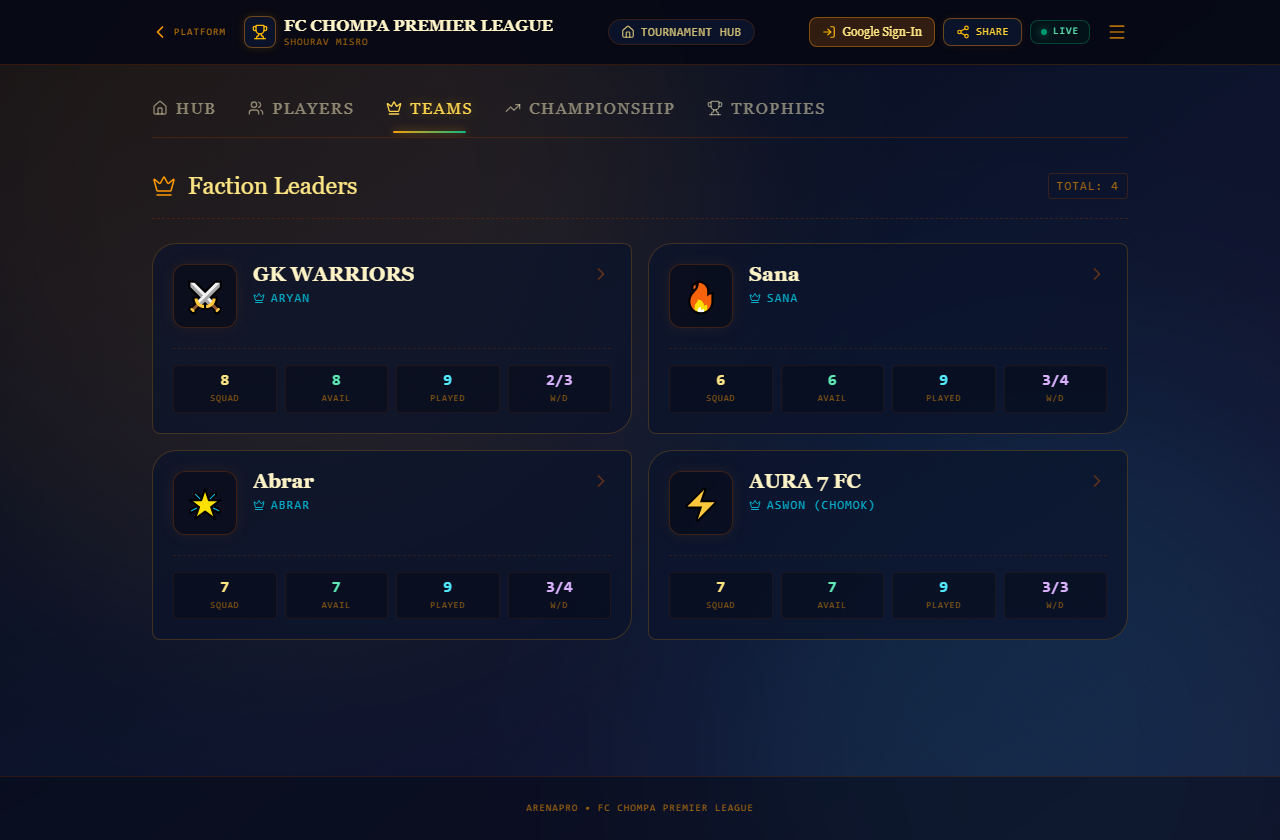 PLATFORM
FC CHOMPA PREMIER LEAGUE
SHOURAV MISRO
TOURNAMENT HUB
Google Sign-In
SHARE
LIVE
HUB
PLAYERS
TEAMS
CHAMPIONSHIP
TROPHIES
Faction Leaders
TOTAL: 4
GK WARRIORS
ARYAN
8 8 9 2/3
SQUAD AVAIL PLAYED W/D
Sana
SANA
6 6 9 3/4
SQUAD AVAIL PLAYED W/D
Abrar
ABRAR
7 7 9 3/4
SQUAD AVAIL PLAYED W/D
AURA 7 FC
ASWON (CHOMOK)
7 7 9 3/3
SQUAD AVAIL PLAYED W/D
ARENAPRO • FC CHOMPA PREMIER LEAGUE